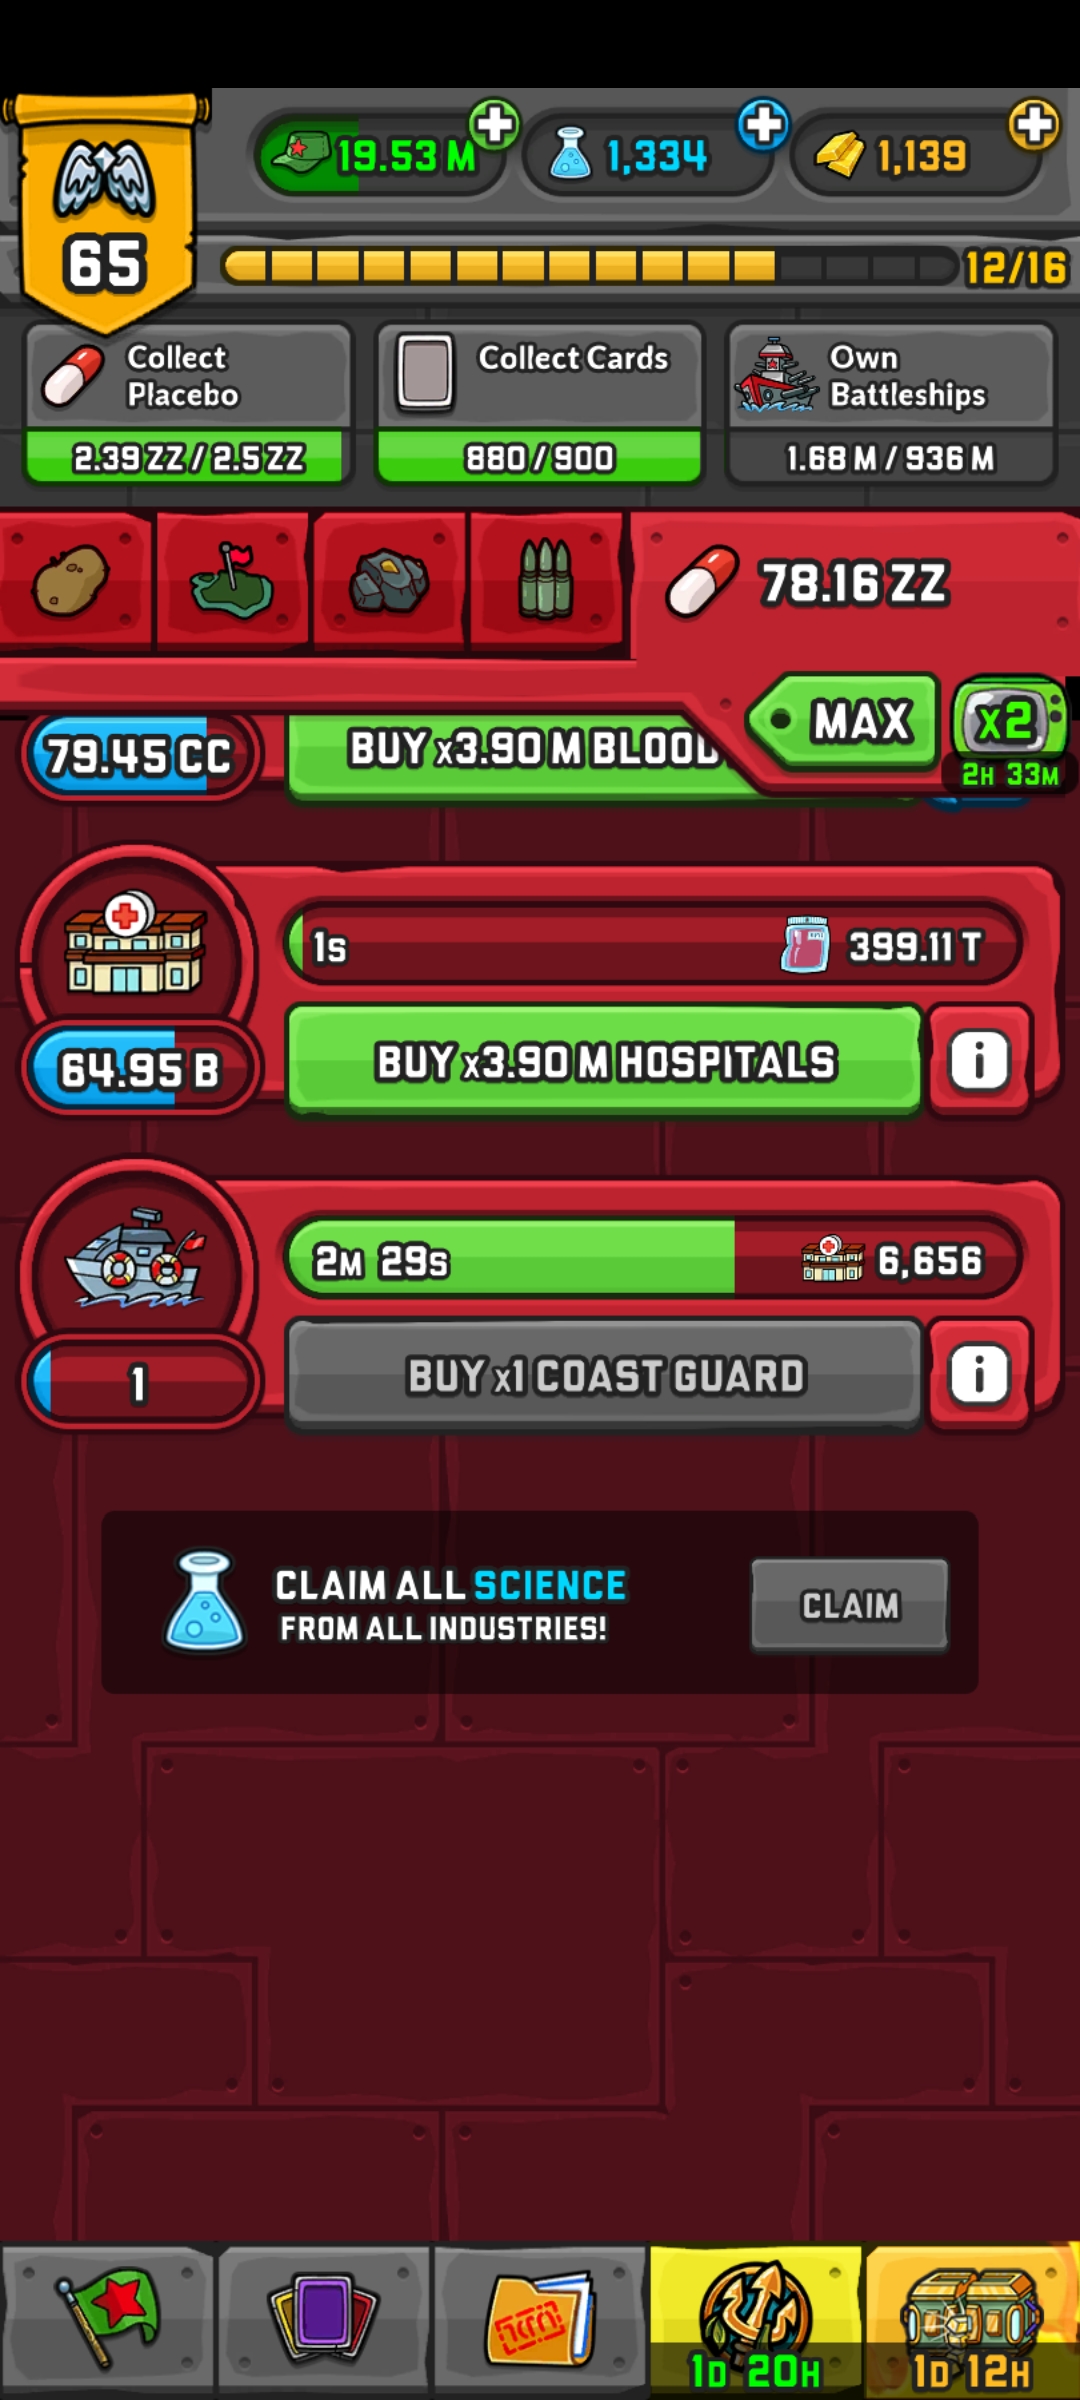 65
19.53 M
1,334
1,139
12/16
Collect
Placebo
2.39 ZZ / 2.5 ZZ
Collect Cards
880 / 900
Own
Battleships
1.68 M / 936 M
78.16 ZZ
MAX
x2
2H 33M
79.45 CC
BUY x3.90 M BLOOD
1s
399.11 T
64.95 B
BUY x3.90 M HOSPITALS
i
2M 29s
6,656
1
BUY x1 COAST GUARD
i
CLAIM ALL SCIENCE
FROM ALL INDUSTRIES!
CLAIM
1D 20H
1D 12H